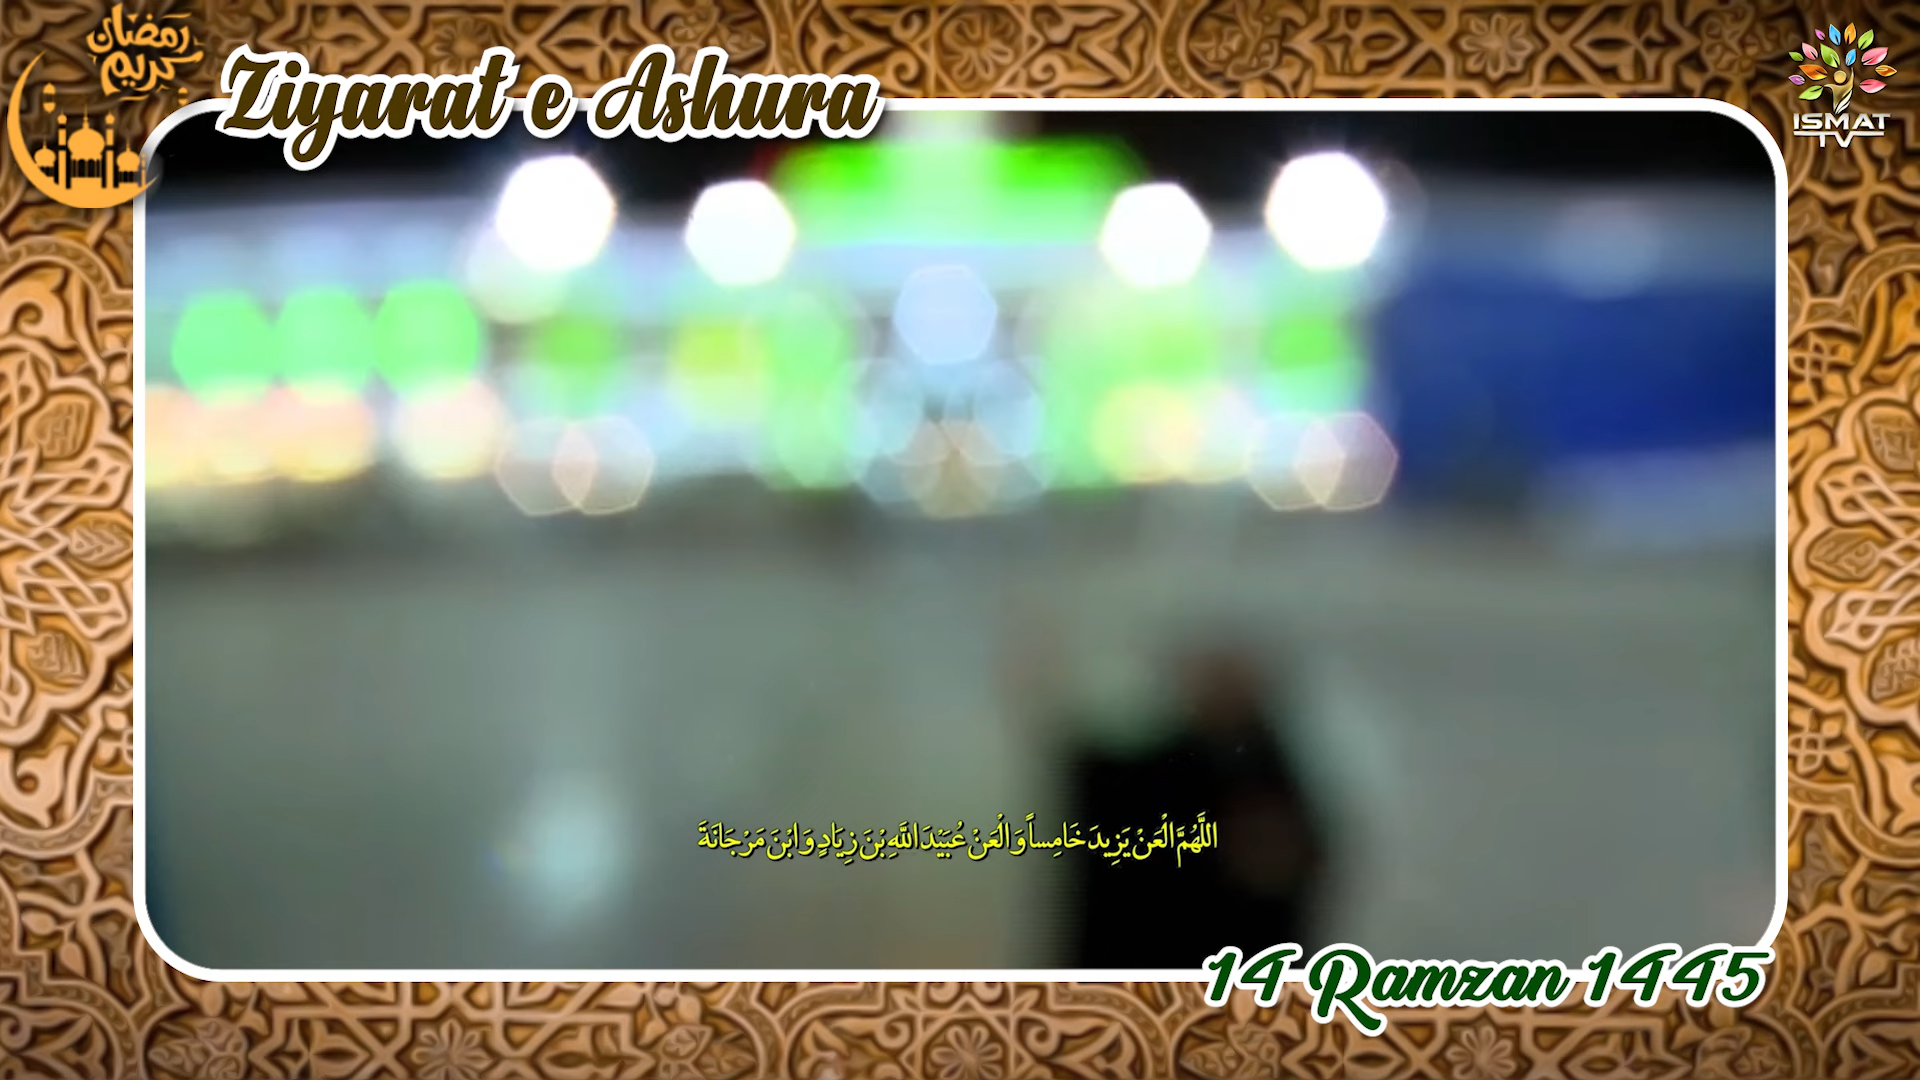 رمضان
كريم
Ziyarat e Ashura
ISMAT
TV
اللَّهُمَّ الْعَنْ يَزِيدَ خَامِساً وَ الْعَنْ عُبَيْدَ اللَّهِ بْنَ زِيَادٍ وَ ابْنَ مَرْجَانَةَ
14 Ramzan 1445